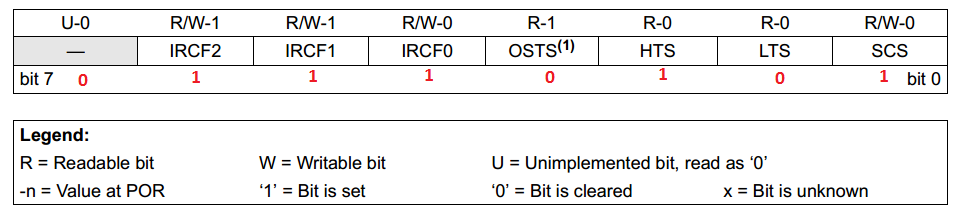 U-0 R/W-1 R/W-1 R/W-0 R-1 R-0 R-0 R/W-0
— IRCF2 IRCF1 IRCF0 OSTS(1) HTS LTS SCS
bit 7 0 1 1 1 0 1 0 1 bit 0
Legend:
R = Readable bit W = Writable bit U = Unimplemented bit, read as ‘0’
-n = Value at POR ‘1’ = Bit is set ‘0’ = Bit is cleared x = Bit is unknown